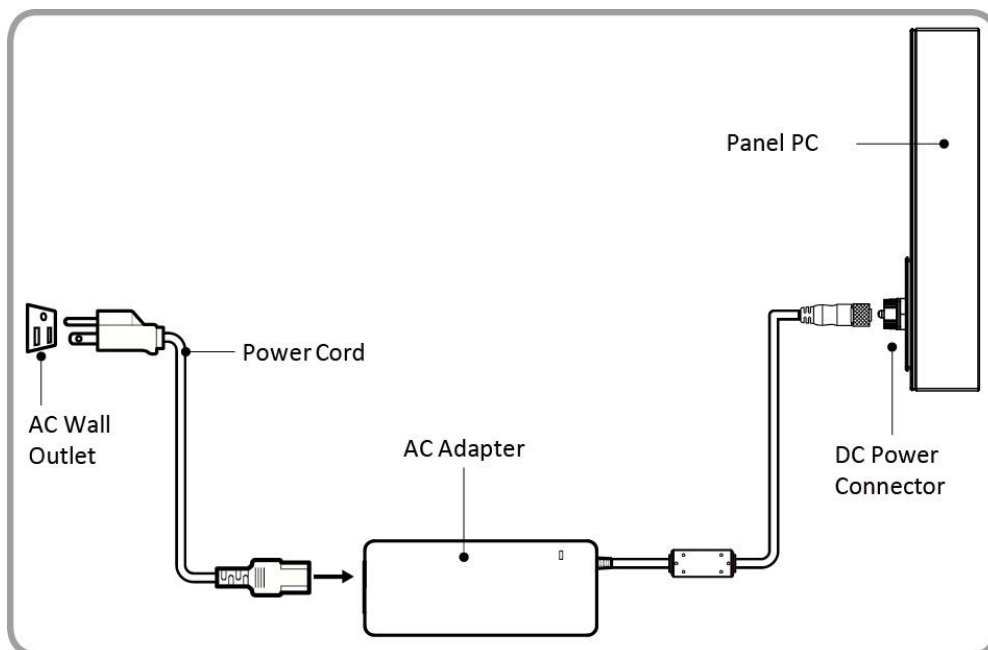 Panel PC
Power Cord
AC Wall
Outlet
AC Adapter
DC Power
Connector